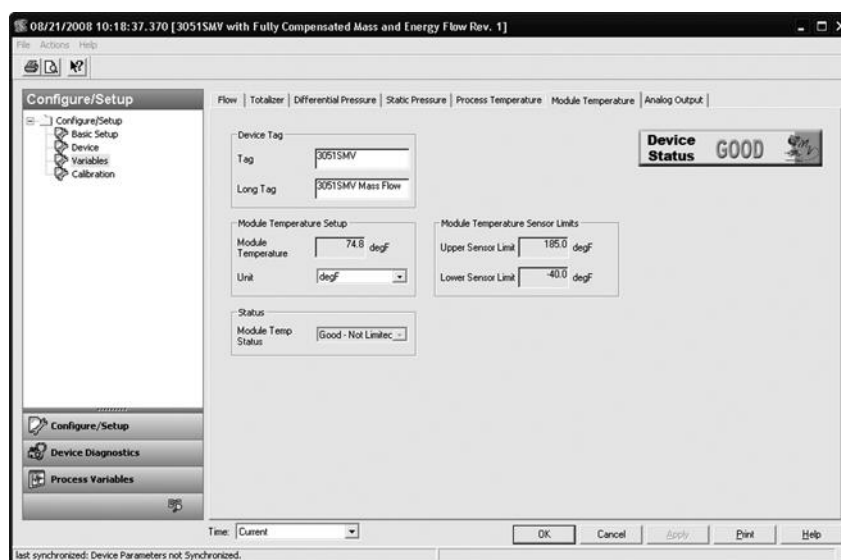 08/21/2008 10:18:37.370 [3051SMV with Fully Compensated Mass and Energy Flow Rev. 1]
File Actions Help
Configure/Setup
Flow Totalizer Differential Pressure Static Pressure Process Temperature Module Temperature Analog Output
Configure/Setup
Basic Setup
Device
Variables
Calibration
Device Tag
Tag 3051SMV
Long Tag 3051SMV Mass Flow
Device Status GOOD
Module Temperature Setup
Module Temperature 74.8 degF
Unit degF
Module Temperature Sensor Limits
Upper Sensor Limit 185.0 degF
Lower Sensor Limit -40.0 degF
Status
Module Temp Status Good - Not Limitec
Configure/Setup
Device Diagnostics
Process Variables
Time: Current
OK Cancel Apply Print Help
last synchronized: Device Parameters not Synchronized.